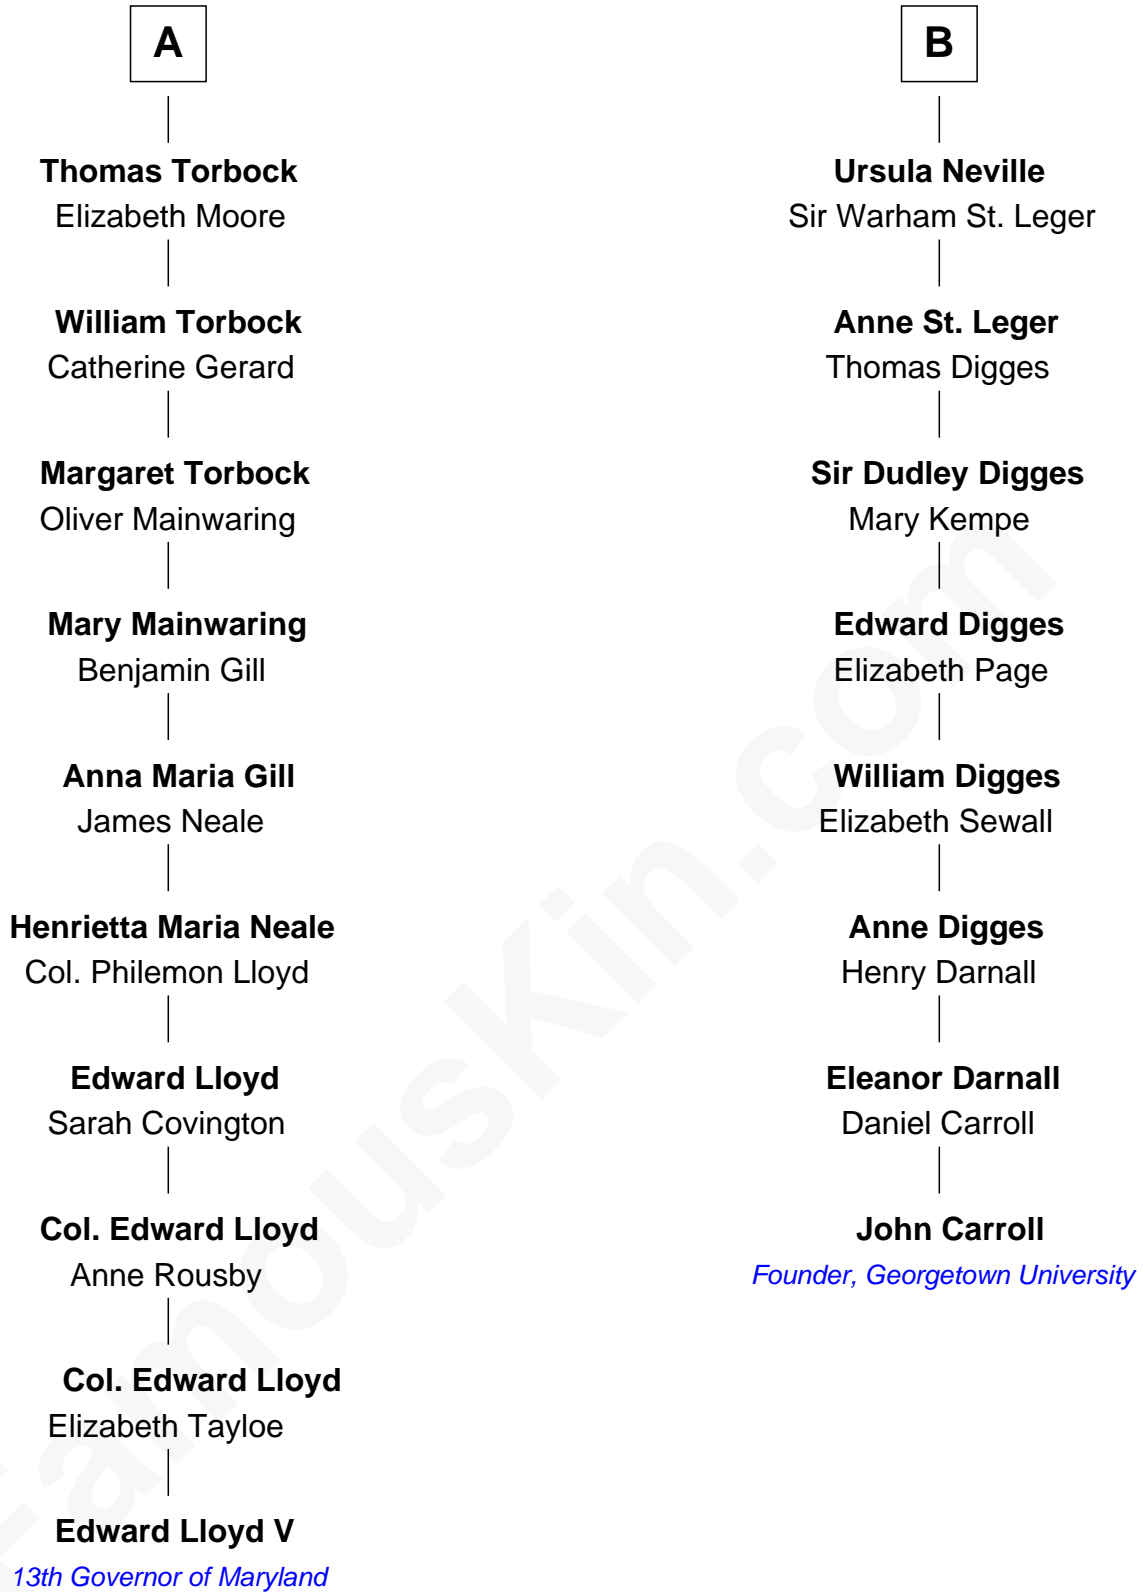 A
Thomas Torbock
Elizabeth Moore
William Torbock
Catherine Gerard
Margaret Torbock
Oliver Mainwaring
Mary Mainwaring
Benjamin Gill
Anna Maria Gill
James Neale
Henrietta Maria Neale
Col. Philemon Lloyd
Edward Lloyd
Sarah Covington
Col. Edward Lloyd
Anne Rousby
Col. Edward Lloyd
Elizabeth Tayloe
Edward Lloyd V
13th Governor of Maryland
B
Ursula Neville
Sir Warham St. Leger
Anne St. Leger
Thomas Digges
Sir Dudley Digges
Mary Kempe
Edward Digges
Elizabeth Page
William Digges
Elizabeth Sewall
Anne Digges
Henry Darnall
Eleanor Darnall
Daniel Carroll
John Carroll
Founder, Georgetown University
FamousKin.com